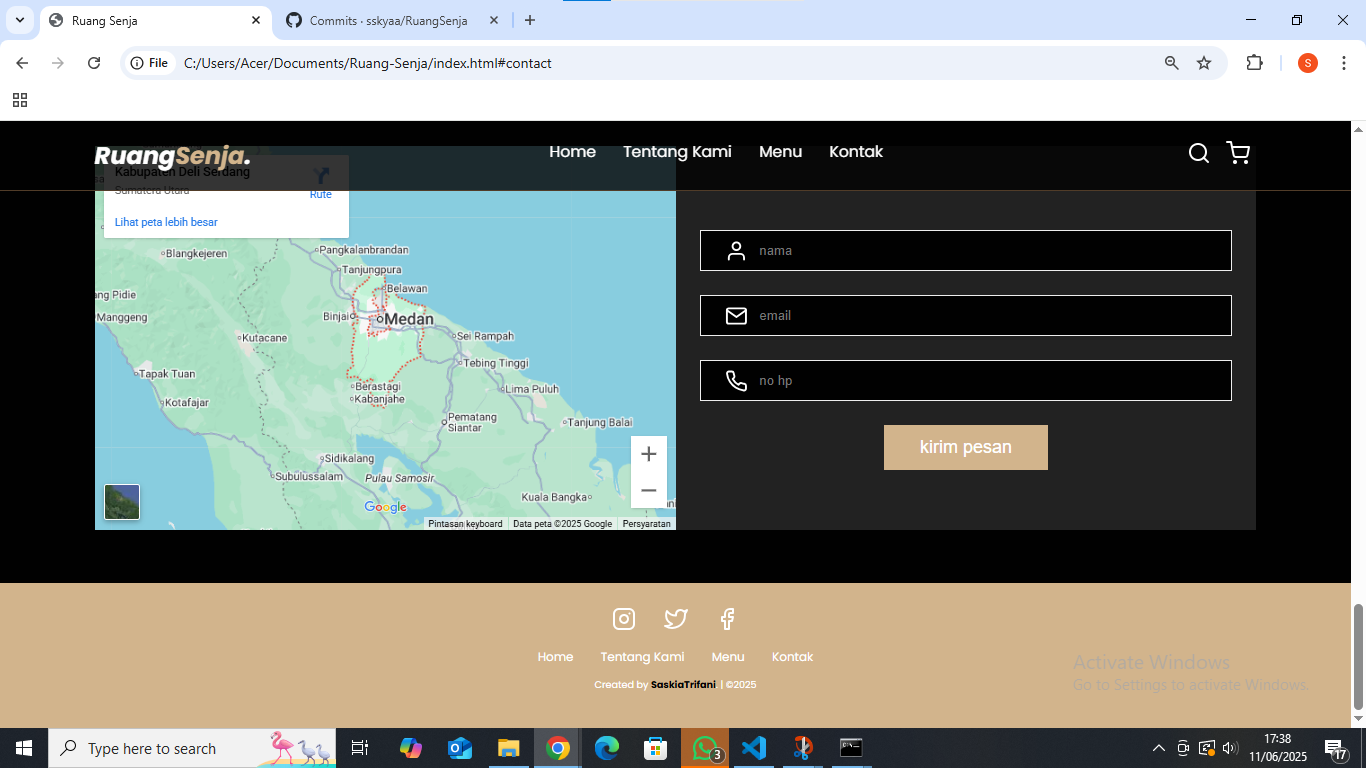 Ruang Senja
Commits · sskyaa/RuangSenja
File
C:/Users/Acer/Documents/Ruang-Senja/index.html#contact
S
RuangSenja.
Home
Tentang Kami
Menu
Kontak
Kabupaten Deli Serdang
Sumatera Utara
Rute
Lihat peta lebih besar
Blangkejeren
Pangkalanbrandan
Tanjungpura
Belawan
ang Pidie
Manggeng
Binjai
Medan
Kutacane
Sei Rampah
Tebing Tinggi
Tapak Tuan
Berastagi
Kabanjahe
Lima Puluh
Kotafajar
Pematang
Siantar
Tanjung Balai
Sidikalang
Subulussalam
Pulau Samosir
Kuala Bangka
Google
Pintasan keyboard
Data peta ©2025 Google
Persyaratan
nama
email
no hp
kirim pesan
Home
Tentang Kami
Menu
Kontak
Created by SaskiaTrifani | ©2025
Activate Windows
Go to Settings to activate Windows.
Type here to search
3
17:38
11/06/2025
17